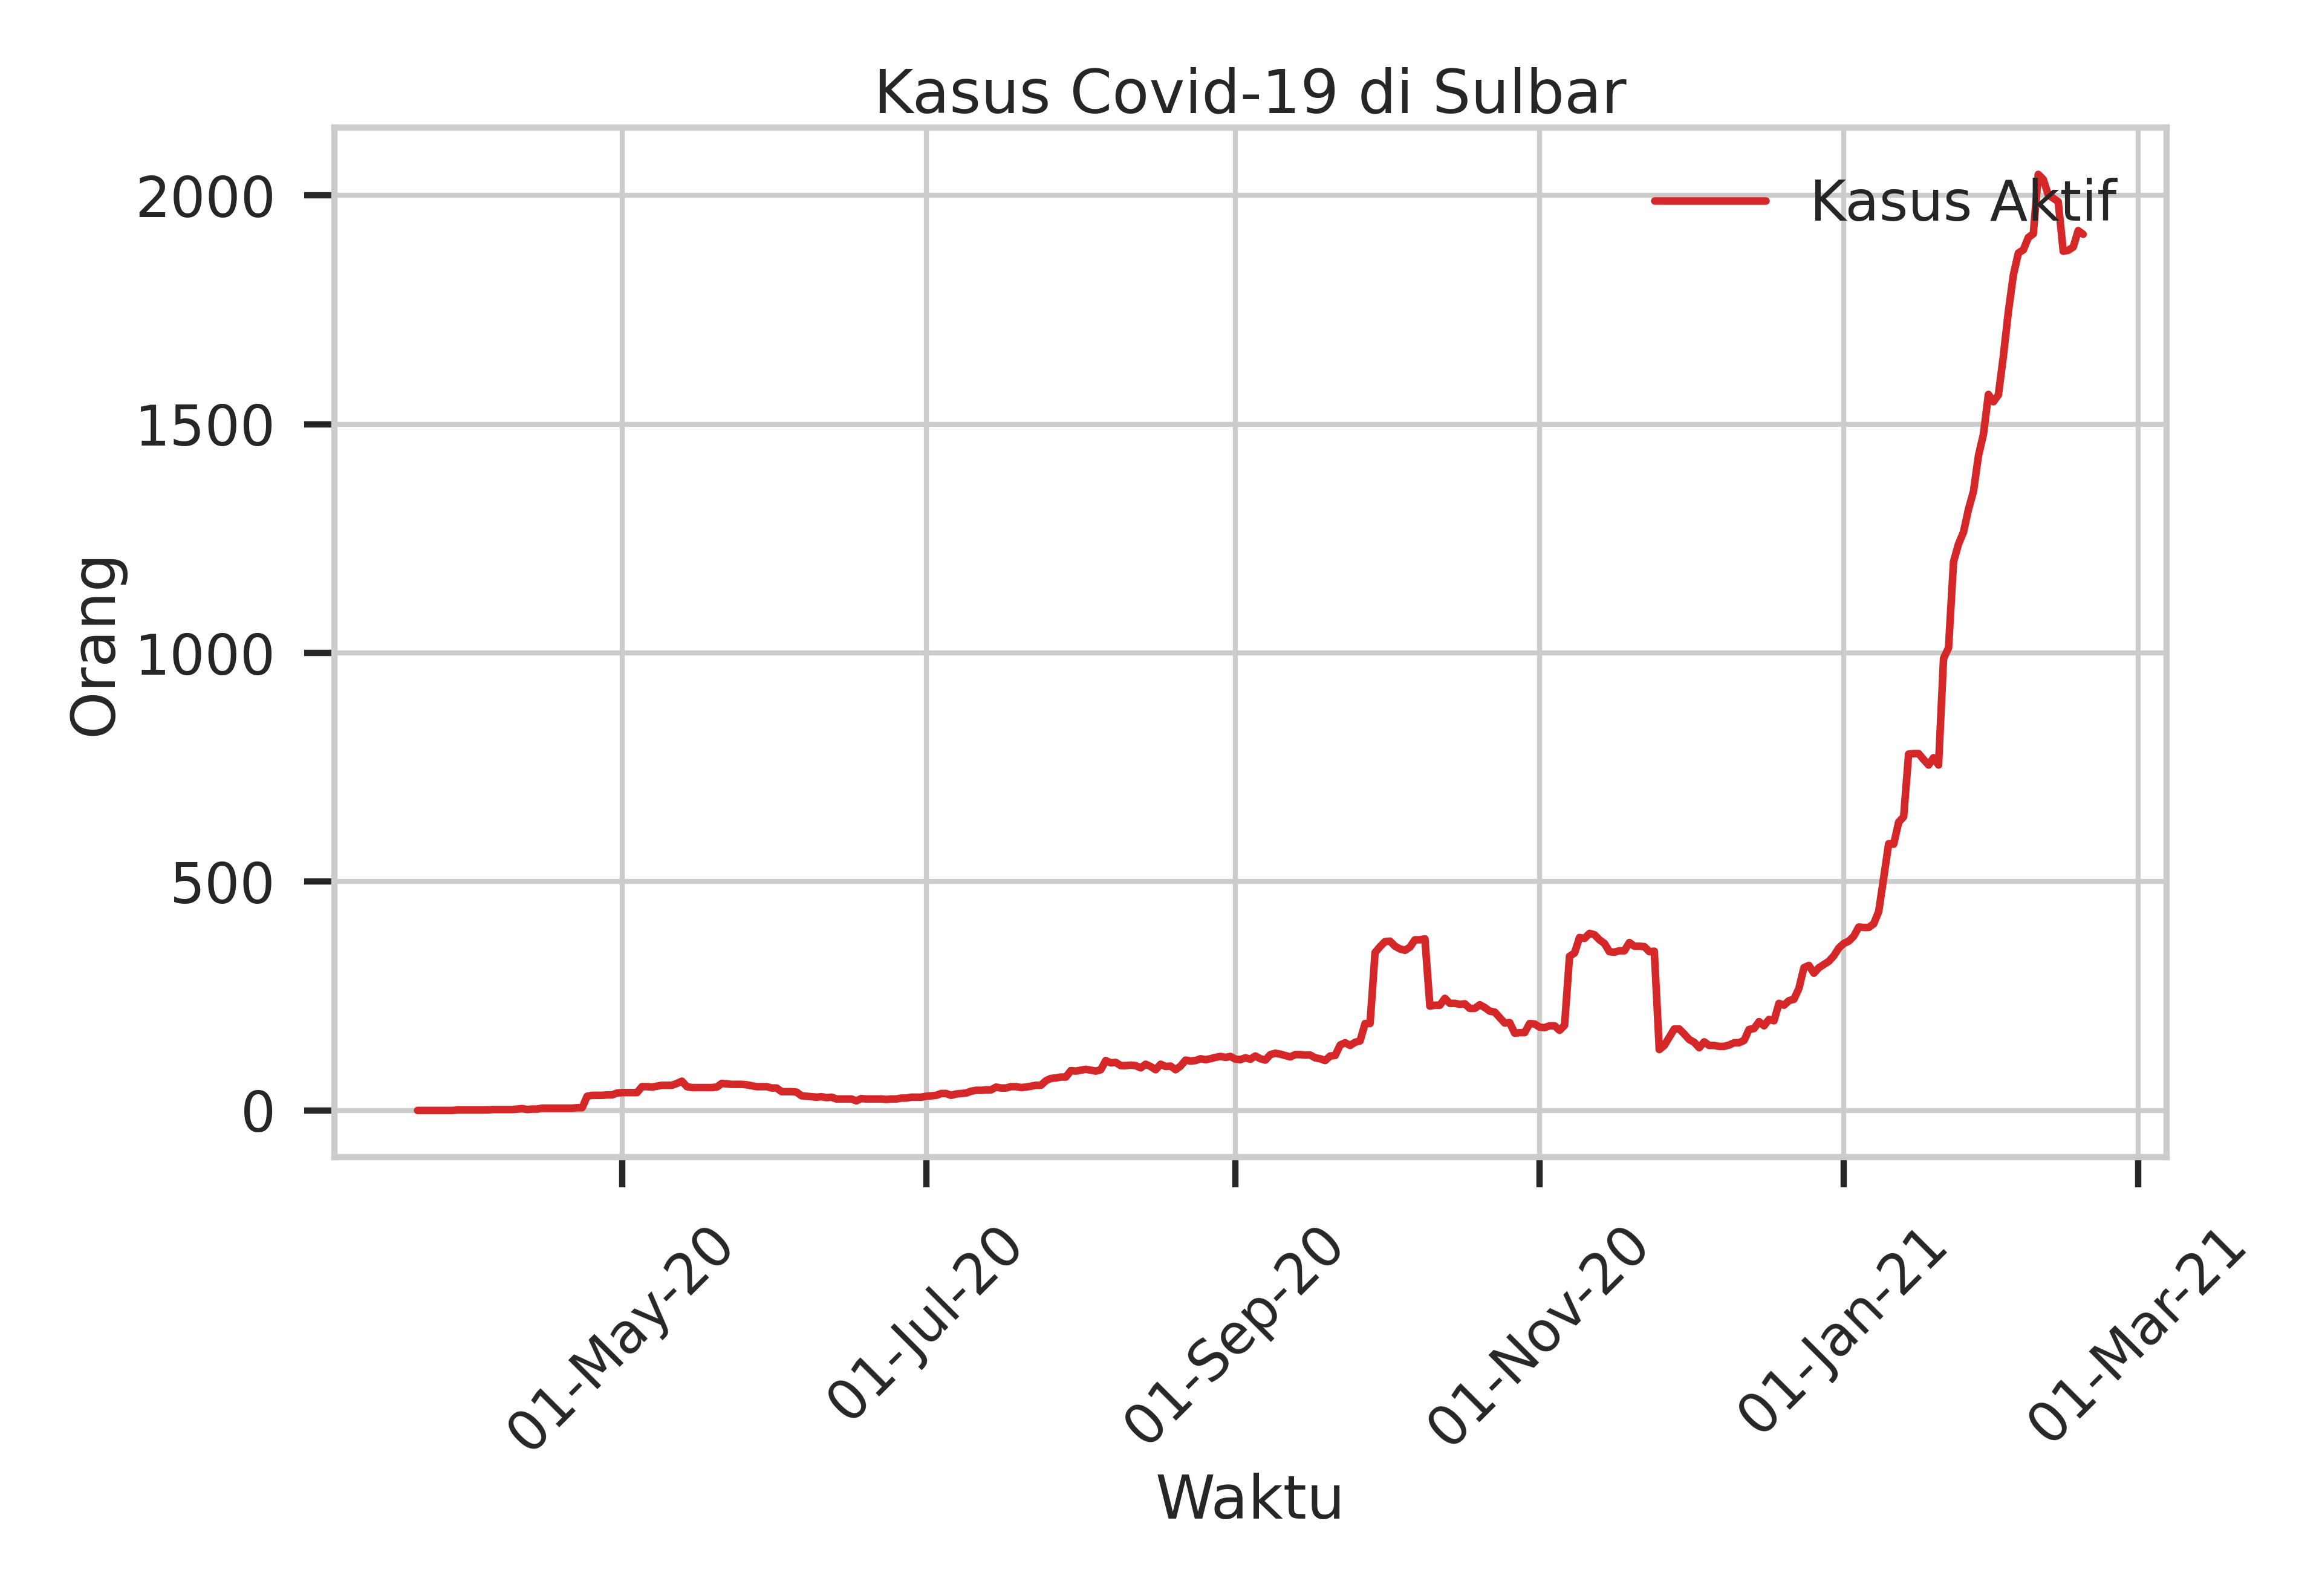 Kasus Covid-19 di Sulbar
Kasus Aktif
2000
1500
1000
500
0
Orang
01-May-20
01-Jul-20
01-Sep-20
01-Nov-20
01-Jan-21
01-Mar-21
Waktu